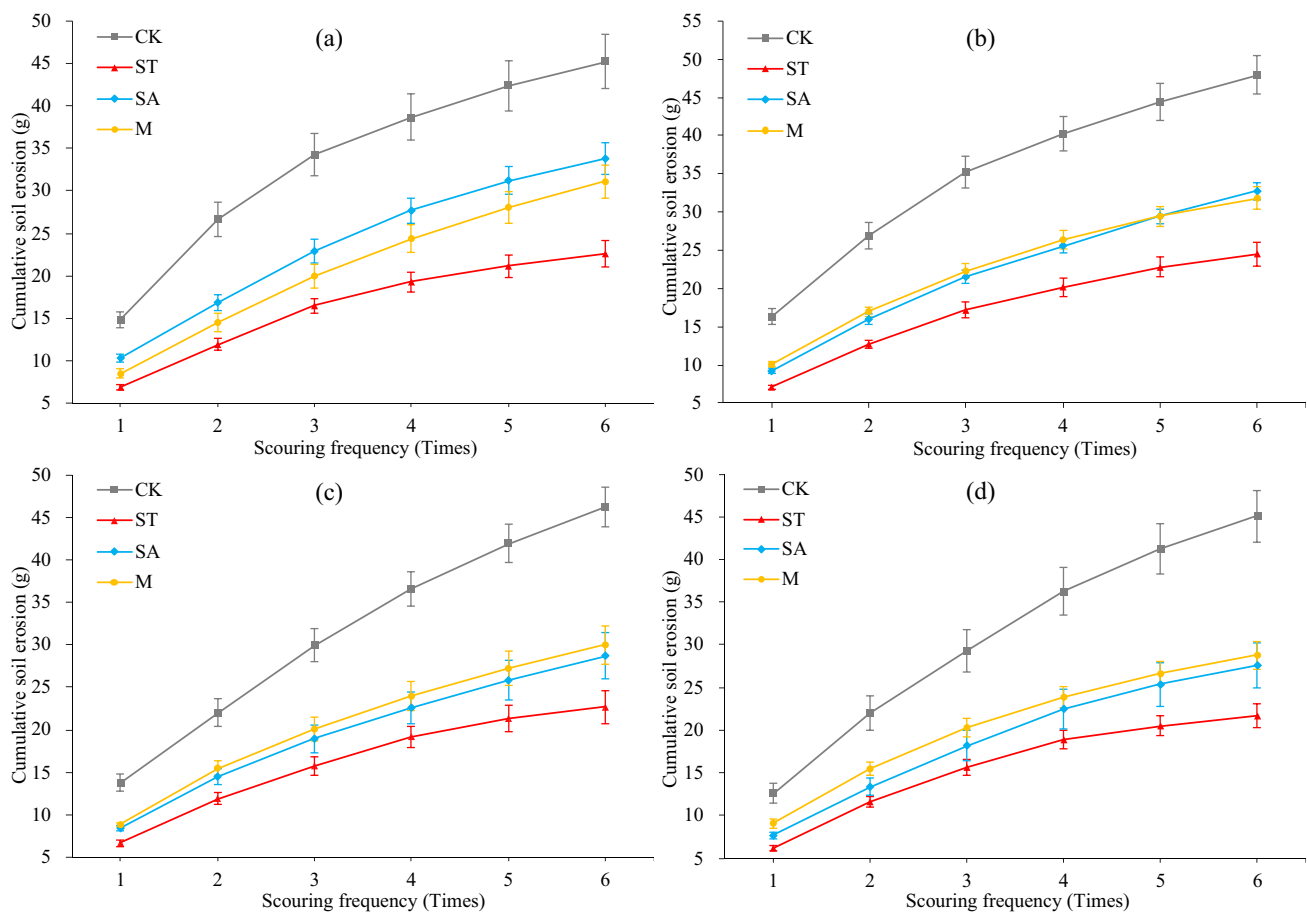 (a)
CK
ST
SA
M
Cumulative soil erosion (g)
50
45
40
35
30
25
20
15
10
5
1 2 3 4 5 6
Scouring frequency (Times)
(b)
CK
ST
SA
M
Cumulative soil erosion (g)
55
50
45
40
35
30
25
20
15
10
5
1 2 3 4 5 6
Scouring frequency (Times)
(c)
CK
ST
SA
M
Cumulative soil erosion (g)
50
45
40
35
30
25
20
15
10
5
1 2 3 4 5 6
Scouring frequency (Times)
(d)
CK
ST
SA
M
Cumulative soil erosion (g)
50
45
40
35
30
25
20
15
10
5
1 2 3 4 5 6
Scouring frequency (Times)